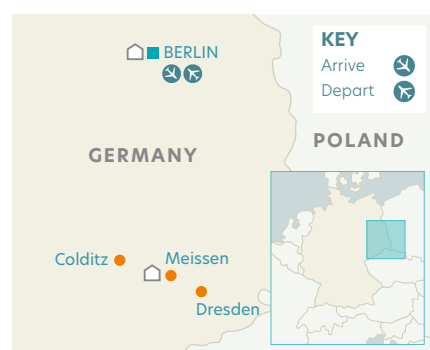 BERLIN
KEY
Arrive
Depart
POLAND
GERMANY
Colditz
Meissen
Dresden